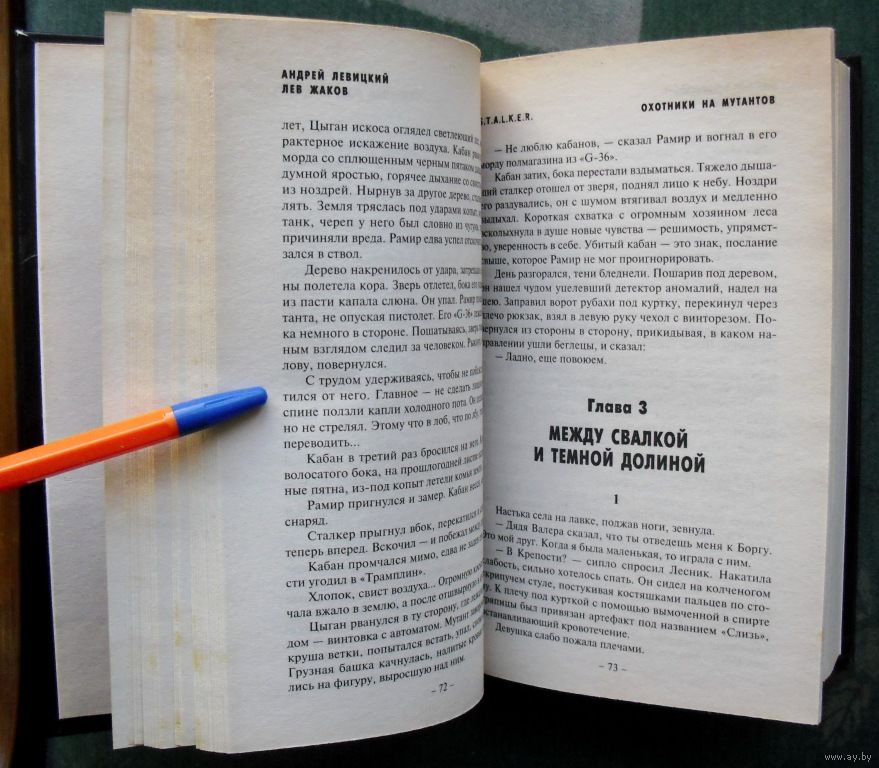 АНДРЕЙ ЛЕВИЦКИЙ
ЛЕВ ЖАКОВ
лет, Цыган искоса оглядел светлеющий
рактерное искажение воздуха. Кабан
морда со сплющенным черным пятаком
думной яростью, горячее дыхание со
из ноздрей. Нырнув за другое дерево,
лять. Земля тряслась под ударами копыт,
танк, череп у него был словно из
причиняли вреда. Рамир едва успел
зался в ствол.
Дерево накренилось от удара,
ны полетела кора. Зверь отлетел, бока
из пасти капала слюна. Он упал. Рамир
танта, не опуская пистолет. Его «G-36»
ка немного в стороне. Пошатываясь, зверь
ным взглядом следил за человеком.
лову, повернулся.
С трудом удерживаясь, чтобы не
тился от него. Главное — не сделать
спине ползли капли холодного пота. Он
но не стрелял. Этому что в лоб, что по лбу,
переводить...
Кабан в третий раз бросился на него.
волосатого бока, на прошлогодней листве
ные пятна, из-под копыт летели комья
Рамир пригнулся и замер. Кабан
снаряд.
Сталкер прыгнул вбок, перекатился
теперь вперед. Вскочил — и побежал
Кабан промчался мимо, едва не
сти угодил в «Трамплин».
Хлопок, свист воздуха... Огромную
чала вжало в землю, а после отшвырнуло
Цыган рванулся в ту сторону, где
дом — винтовка с автоматом. Мутант
круша ветки, попытался встать, упал,
Грузная башка качнулась, налитые
лись на фигуру, выросшую над ним.
– 72 –
S.T.A.L.K.E.R.
ОХОТНИКИ НА МУТАНТОВ
— Не люблю кабанов, — сказал Рамир и вогнал в его
морду полмагазина из «G-36».
Кабан затих, бока перестали вздыматься. Тяжело дыша-
щий сталкер отошел от зверя, поднял лицо к небу. Ноздри
его раздувались, он с шумом втягивал воздух и медленно
выдыхал. Короткая схватка с огромным хозяином леса
всколыхнула в душе новые чувства — решимость, упрямст-
во, уверенность в себе. Убитый кабан — это знак, послание
свыше, которое Рамир не мог проигнорировать.
День разгорался, тени бледнели. Пошарив под деревом,
он нашел чудом уцелевший детектор аномалий, надел на
шею. Заправил ворот рубахи под куртку, перекинул через
плечо рюкзак, взял в левую руку чехол с винторезом. По-
вернулся из стороны в сторону, прикидывая, в каком на-
правлении ушли беглецы, и сказал:
— Ладно, еще повоюем.
Глава 3
МЕЖДУ СВАЛКОЙ
И ТЕМНОЙ ДОЛИНОЙ
1
Настька села на лавке, поджав ноги, зевнула.
— Дядя Валера сказал, что ты отведешь меня к Боргу.
Это мой друг. Когда я была маленькая, то играла с ним.
— В Крепости? — сипло спросил Лесник. Накатила
слабость, сильно хотелось спать. Он сидел на колченогом
скрипучем стуле, постукивая костяшками пальцев по сто-
лу. К плечу под курткой с помощью вымоченной в спирте
тряпицы был привязан артефакт под названием «Слизь»,
останавливающий кровотечение.
Девушка слабо пожала плечами.
– 73 –
www.ay.by